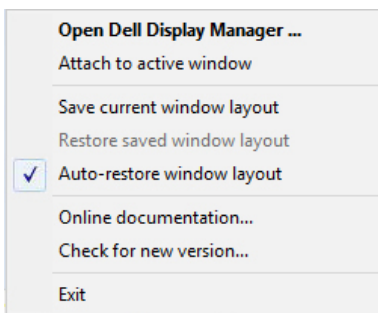 Open Dell Display Manager ...
Attach to active window
Save current window layout
Restore saved window layout
Auto-restore window layout
Online documentation...
Check for new version...
Exit